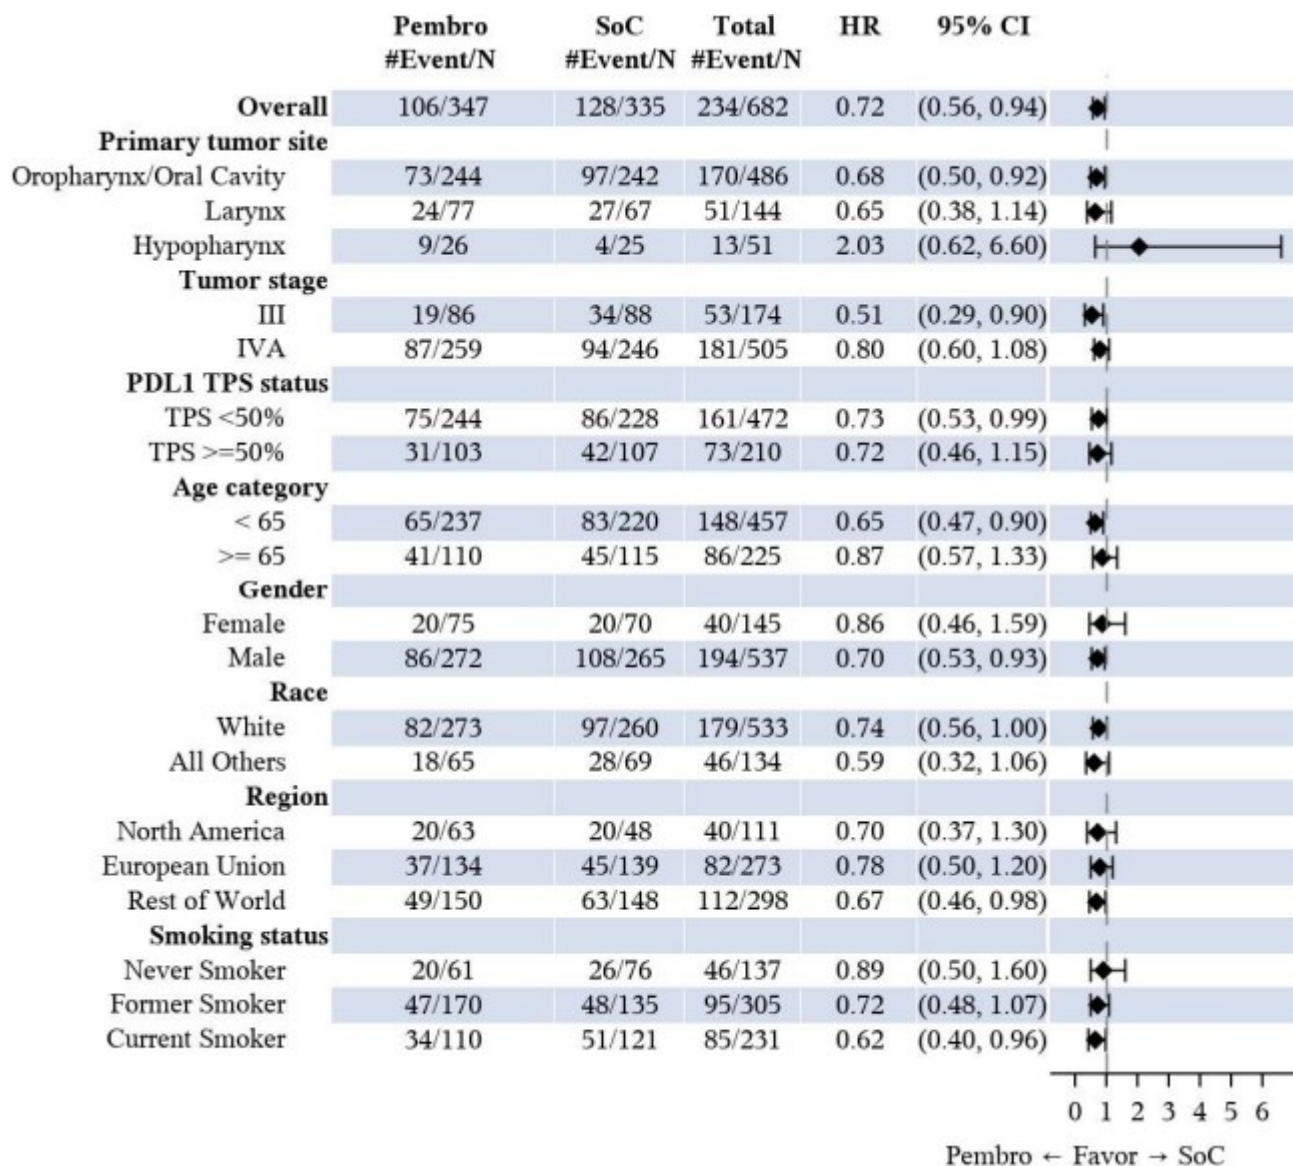 Pembro SoC Total HR 95% CI
#Event/N #Event/N #Event/N
Overall 106/347 128/335 234/682 0.72 (0.56, 0.94)
Primary tumor site
Oropharynx/Oral Cavity 73/244 97/242 170/486 0.68 (0.50, 0.92)
Larynx 24/77 27/67 51/144 0.65 (0.38, 1.14)
Hypopharynx 9/26 4/25 13/51 2.03 (0.62, 6.60)
Tumor stage
III 19/86 34/88 53/174 0.51 (0.29, 0.90)
IVA 87/259 94/246 181/505 0.80 (0.60, 1.08)
PDL1 TPS status
TPS <50% 75/244 86/228 161/472 0.73 (0.53, 0.99)
TPS >=50% 31/103 42/107 73/210 0.72 (0.46, 1.15)
Age category
< 65 65/237 83/220 148/457 0.65 (0.47, 0.90)
>= 65 41/110 45/115 86/225 0.87 (0.57, 1.33)
Gender
Female 20/75 20/70 40/145 0.86 (0.46, 1.59)
Male 86/272 108/265 194/537 0.70 (0.53, 0.93)
Race
White 82/273 97/260 179/533 0.74 (0.56, 1.00)
All Others 18/65 28/69 46/134 0.59 (0.32, 1.06)
Region
North America 20/63 20/48 40/111 0.70 (0.37, 1.30)
European Union 37/134 45/139 82/273 0.78 (0.50, 1.20)
Rest of World 49/150 63/148 112/298 0.67 (0.46, 0.98)
Smoking status
Never Smoker 20/61 26/76 46/137 0.89 (0.50, 1.60)
Former Smoker 47/170 48/135 95/305 0.72 (0.48, 1.07)
Current Smoker 34/110 51/121 85/231 0.62 (0.40, 0.96)
0 1 2 3 4 5 6
Pembro ← Favor → SoC